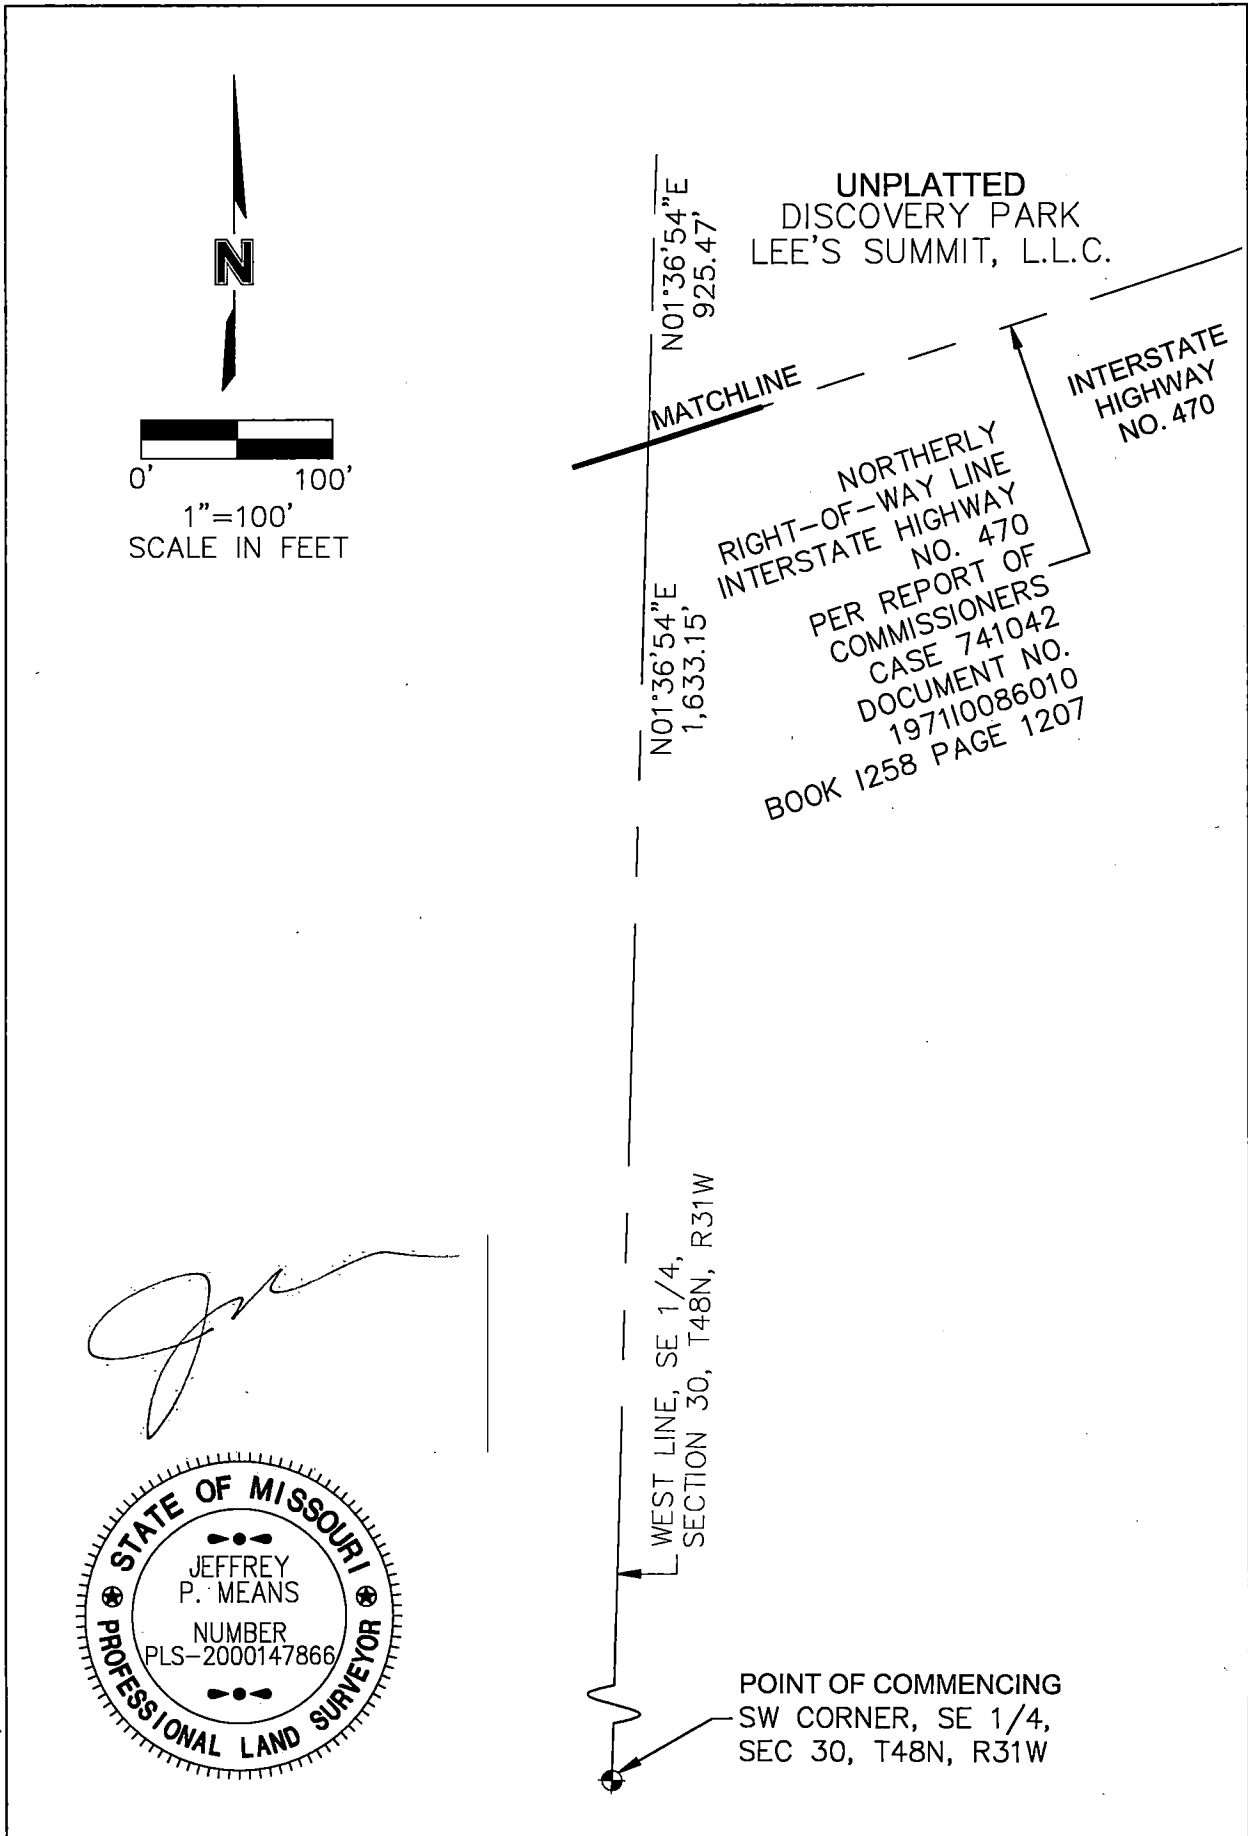 UNPLATTED
DISCOVERY PARK
LEE'S SUMMIT, L.L.C.
N01°36'54"E
925.47'
N
MATCHLINE
INTERSTATE
HIGHWAY
NO. 470
0' 100'
1"=100'
SCALE IN FEET
NORTHERLY
RIGHT-OF-WAY LINE
INTERSTATE HIGHWAY
NO. 470
PER REPORT OF
COMMISSIONERS
CASE 741042
DOCUMENT NO.
1971I0086010
BOOK I258 PAGE 1207
N01°36'54"E
1,633.15'
WEST LINE, SE 1/4,
SECTION 30, T48N, R31W
STATE OF MISSOURI
JEFFREY
P. MEANS
NUMBER
PLS-2000147866
PROFESSIONAL LAND SURVEYOR
POINT OF COMMENCING
SW CORNER, SE 1/4,
SEC 30, T48N, R31W